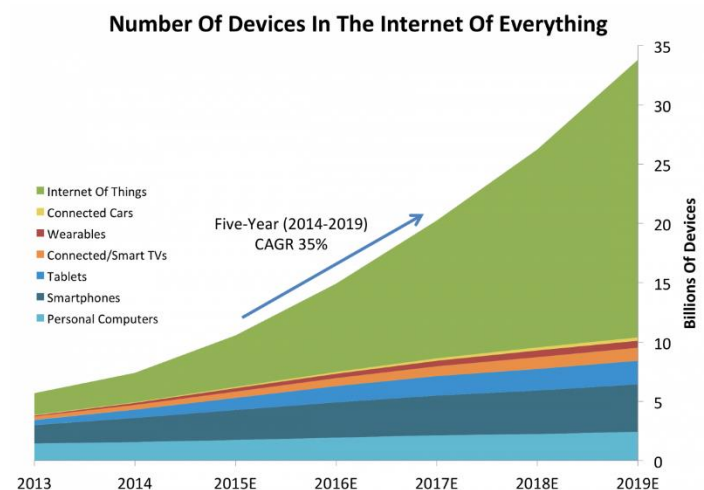 Number Of Devices In The Internet Of Everything
35
30
25
20
15
10
5
0
Billions Of Devices
Internet Of Things
Connected Cars
Wearables
Connected/Smart TVs
Tablets
Smartphones
Personal Computers
Five-Year (2014-2019)
CAGR 35%
2013 2014 2015E 2016E 2017E 2018E 2019E